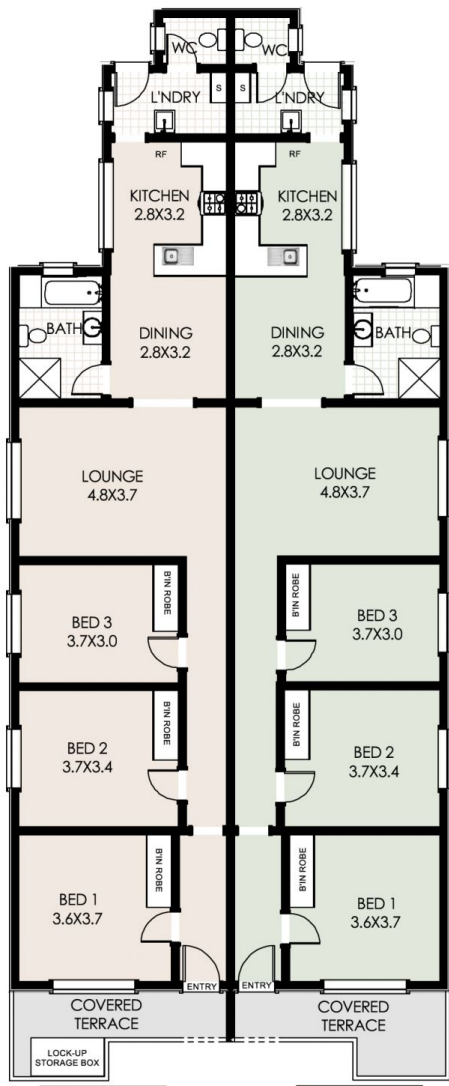 WC
WC
L'NDRY
S
S
L'NDRY
RF
RF
KITCHEN
2.8X3.2
KITCHEN
2.8X3.2
BATH
DINING
2.8X3.2
DINING
2.8X3.2
BATH
LOUNGE
4.8X3.7
LOUNGE
4.8X3.7
BED 3
3.7X3.0
B'IN ROBE
B'IN ROBE
BED 3
3.7X3.0
BED 2
3.7X3.4
B'IN ROBE
B'IN ROBE
BED 2
3.7X3.4
BED 1
3.6X3.7
B'IN ROBE
B'IN ROBE
BED 1
3.6X3.7
ENTRY
ENTRY
COVERED
TERRACE
COVERED
TERRACE
LOCK-UP
STORAGE BOX